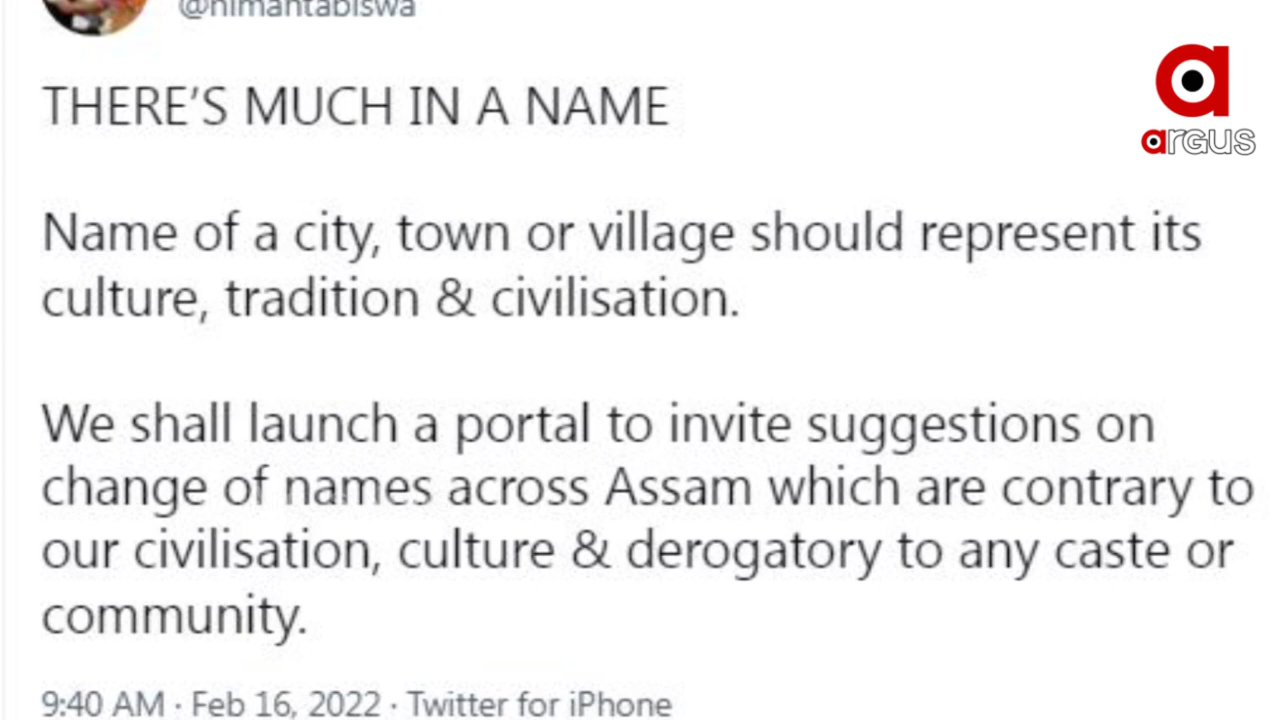 @himantabiswa
THERE’S MUCH IN A NAME
argus
Name of a city, town or village should represent its
culture, tradition & civilisation.
We shall launch a portal to invite suggestions on
change of names across Assam which are contrary to
our civilisation, culture & derogatory to any caste or
community.
9:40 AM · Feb 16, 2022 · Twitter for iPhone